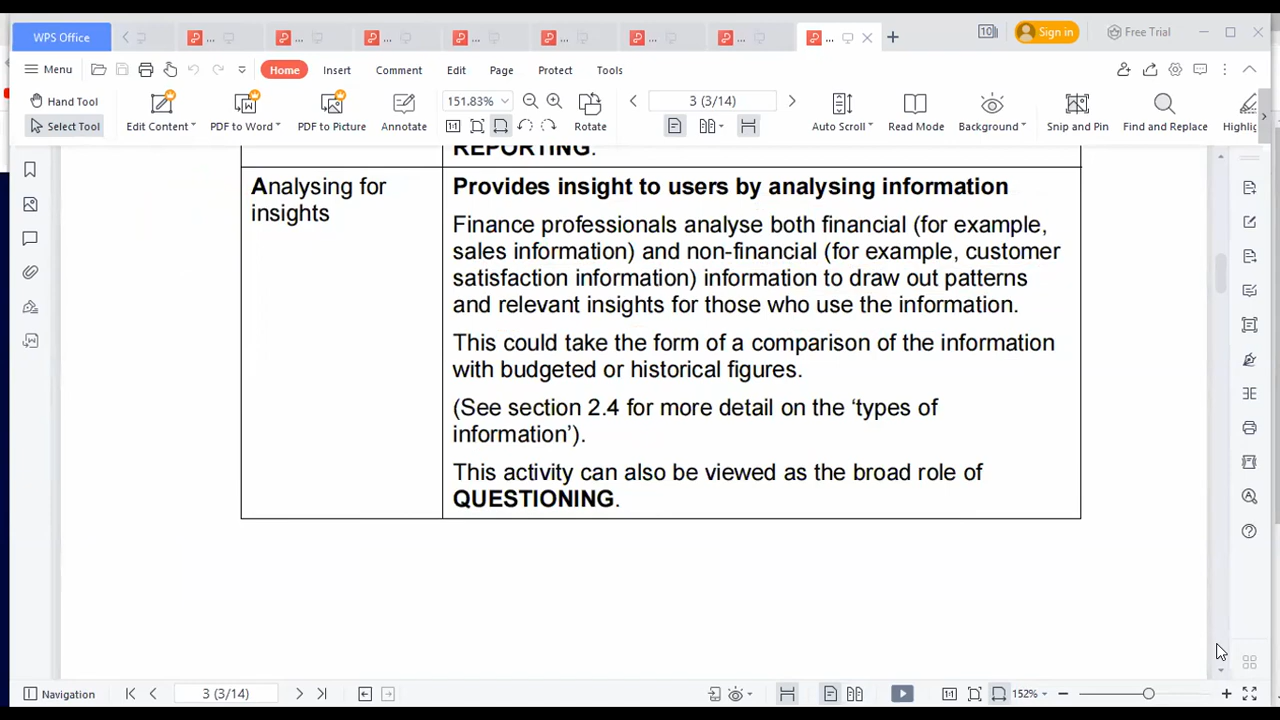 WPS Office
...
...
...
...
...
...
...
...
10
Sign in
Free Trial
Menu
Home
Insert
Comment
Edit
Page
Protect
Tools
Hand Tool
Select Tool
Edit Content
PDF to Word
PDF to Picture
Annotate
151.83%
Rotate
3 (3/14)
Auto Scroll
Read Mode
Background
Snip and Pin
Find and Replace
Highlig
REPORTING.
Analysing for
insights
Provides insight to users by analysing information
Finance professionals analyse both financial (for example,
sales information) and non-financial (for example, customer
satisfaction information) information to draw out patterns
and relevant insights for those who use the information.
This could take the form of a comparison of the information
with budgeted or historical figures.
(See section 2.4 for more detail on the ‘types of
information’).
This activity can also be viewed as the broad role of
QUESTIONING.
Navigation
3 (3/14)
152%